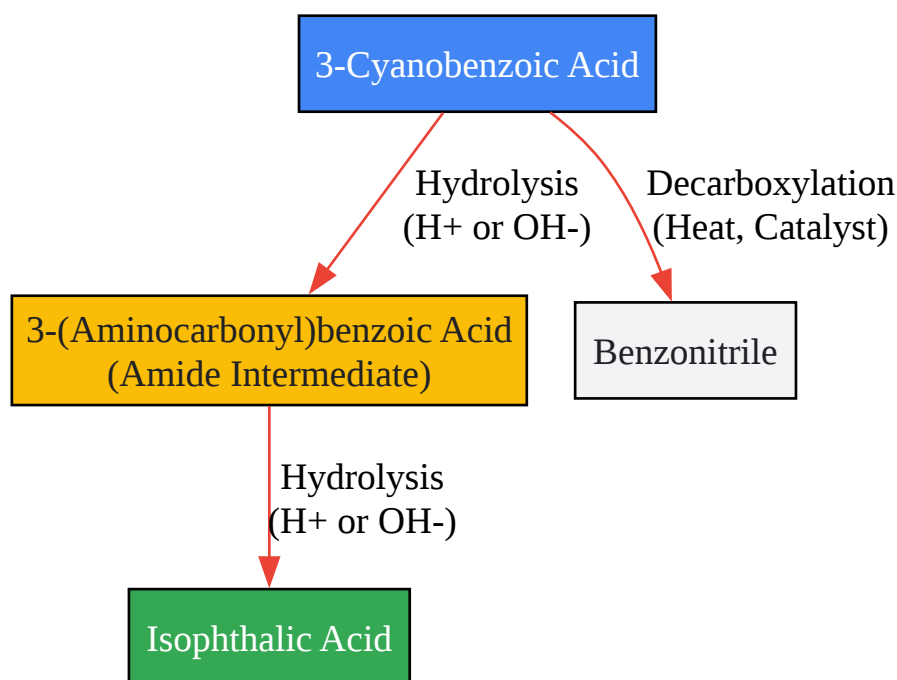 3-Cyanobenzoic Acid
Hydrolysis
(H+ or OH-)
Decarboxylation
(Heat, Catalyst)
3-(Aminocarbonyl)benzoic Acid
(Amide Intermediate)
Benzonitrile
Hydrolysis
(H+ or OH-)
Isophthalic Acid